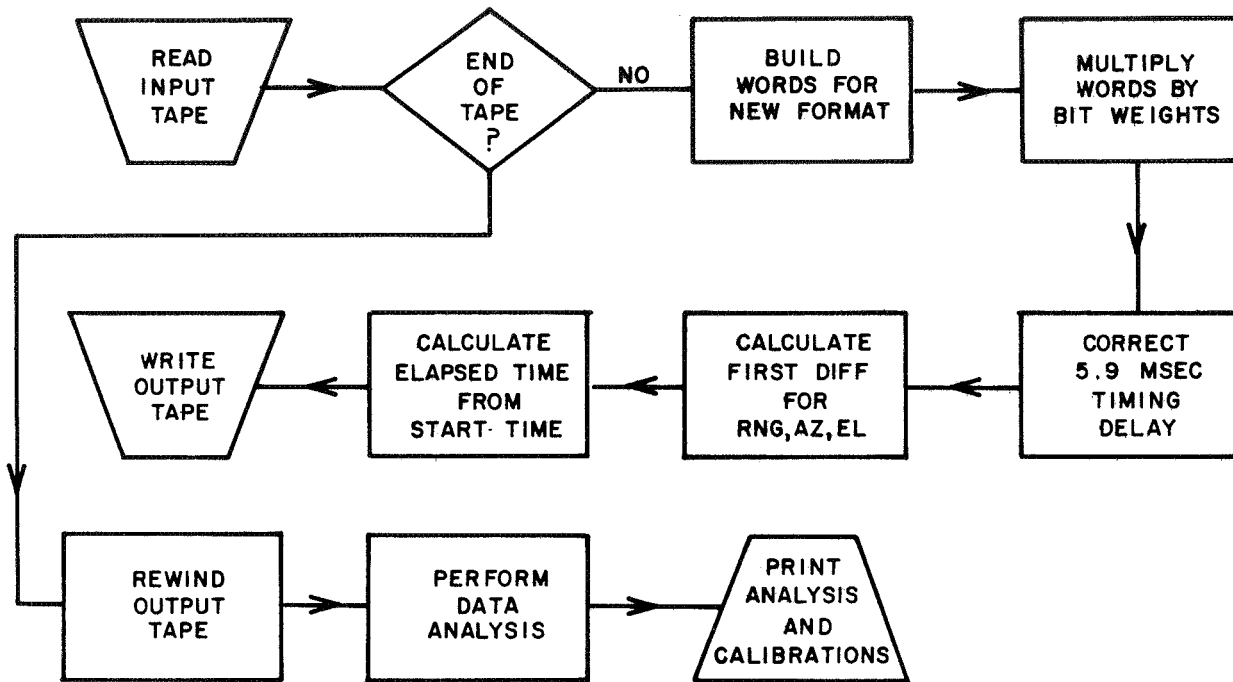 READ
INPUT
TAPE
END
OF
TAPE
?
NO
BUILD
WORDS FOR
NEW FORMAT
MULTIPLY
WORDS BY
BIT WEIGHTS
WRITE
OUTPUT
TAPE
CALCULATE
ELAPSED TIME
FROM
START- TIME
CALCULATE
FIRST DIFF
FOR
RNG,AZ,EL
CORRECT
5.9 MSEC
TIMING
DELAY
REWIND
OUTPUT
TAPE
PERFORM
DATA
ANALYSIS
PRINT
ANALYSIS
AND
CALIBRATIONS